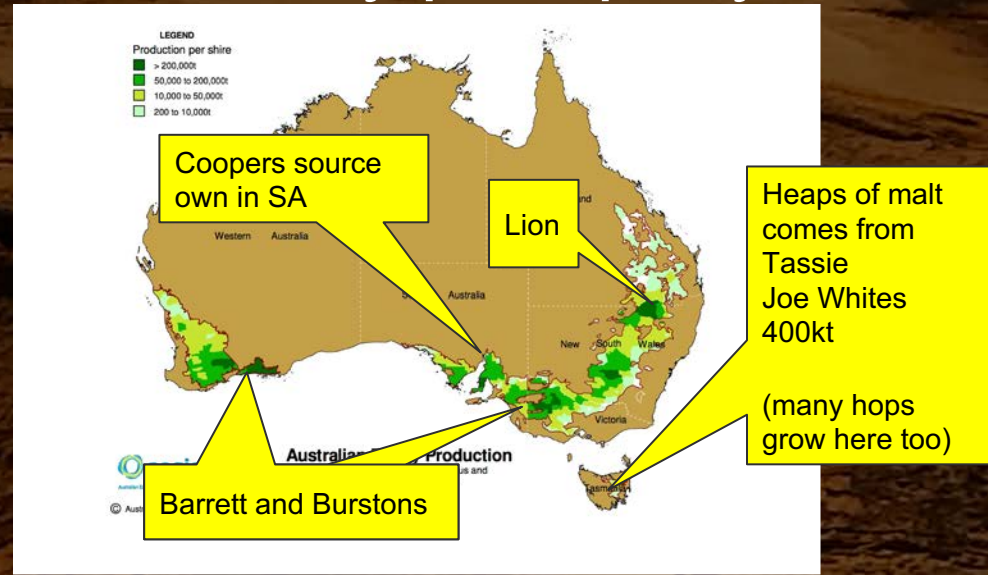 LEGEND
Production per shire
> 200,000t
50,000 to 200,000t
10,000 to 50,000t
200 to 10,000t
Coopers source
own in SA
Lion
Heaps of malt
comes from
Tassie
Joe Whites
400kt
(many hops
grow here too)
Western Australia
Australia
New South Wales
Victoria
Tasmania
Australian Production
Barrett and Burstons
©